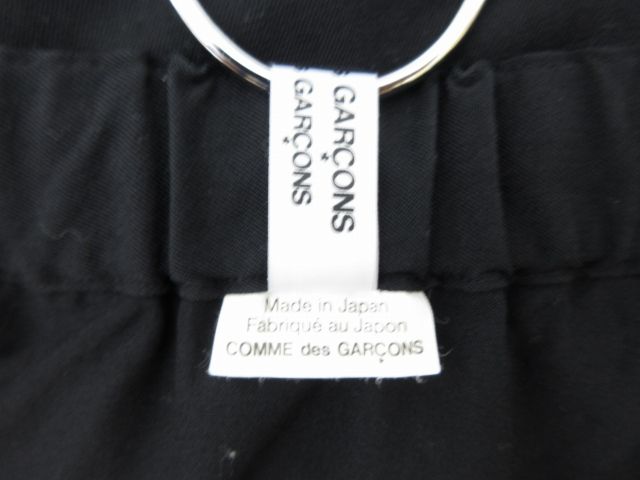 GARÇONS
GARÇONS
Made in Japan
Fabriqué au Japon
COMME des GARÇONS